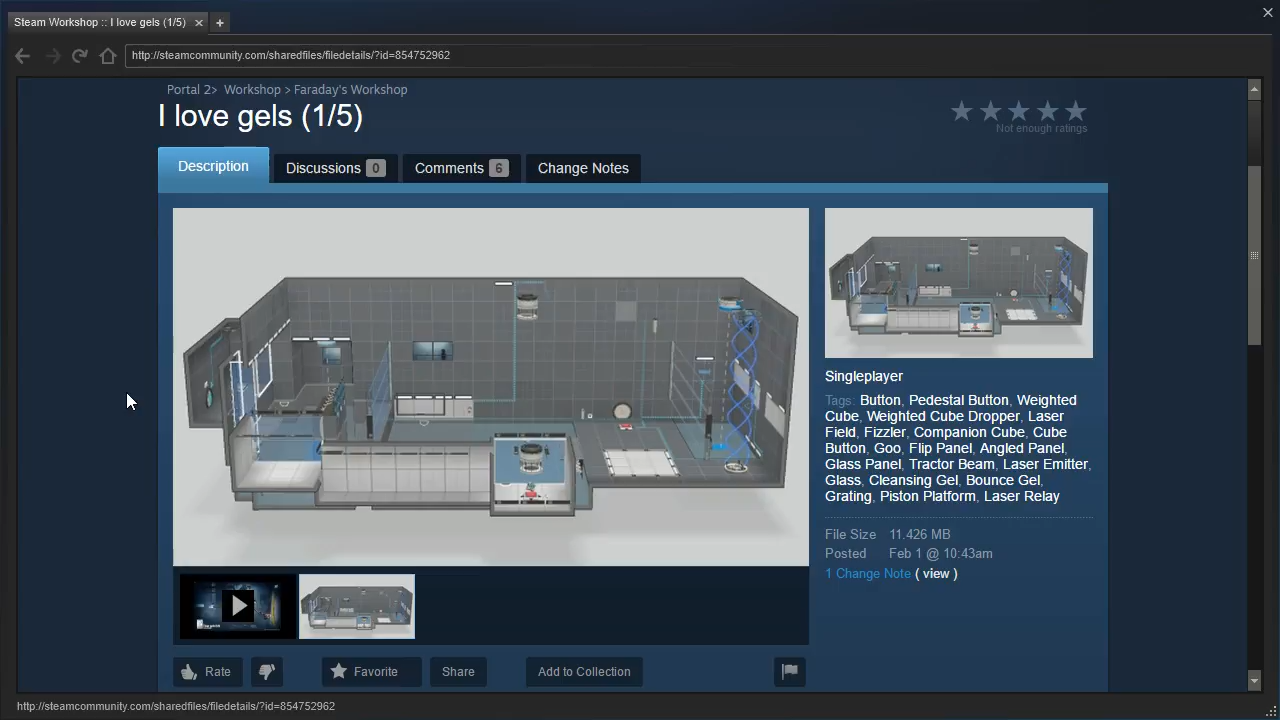 Steam Workshop :: I love gels (1/5)
http://steamcommunity.com/sharedfiles/filedetails/?id=854752962
Portal 2> Workshop > Faraday's Workshop
I love gels (1/5)
Not enough ratings
Description
Discussions 0
Comments 6
Change Notes
Singleplayer
Tags: Button, Pedestal Button, Weighted
Cube, Weighted Cube Dropper, Laser
Field, Fizzler, Companion Cube, Cube
Button, Goo, Flip Panel, Angled Panel,
Glass Panel, Tractor Beam, Laser Emitter,
Glass, Cleansing Gel, Bounce Gel,
Grating, Piston Platform, Laser Relay
File Size 11.426 MB
Posted Feb 1 @ 10:43am
1 Change Note ( view )
Rate
Favorite
Share
Add to Collection
http://steamcommunity.com/sharedfiles/filedetails/?id=854752962